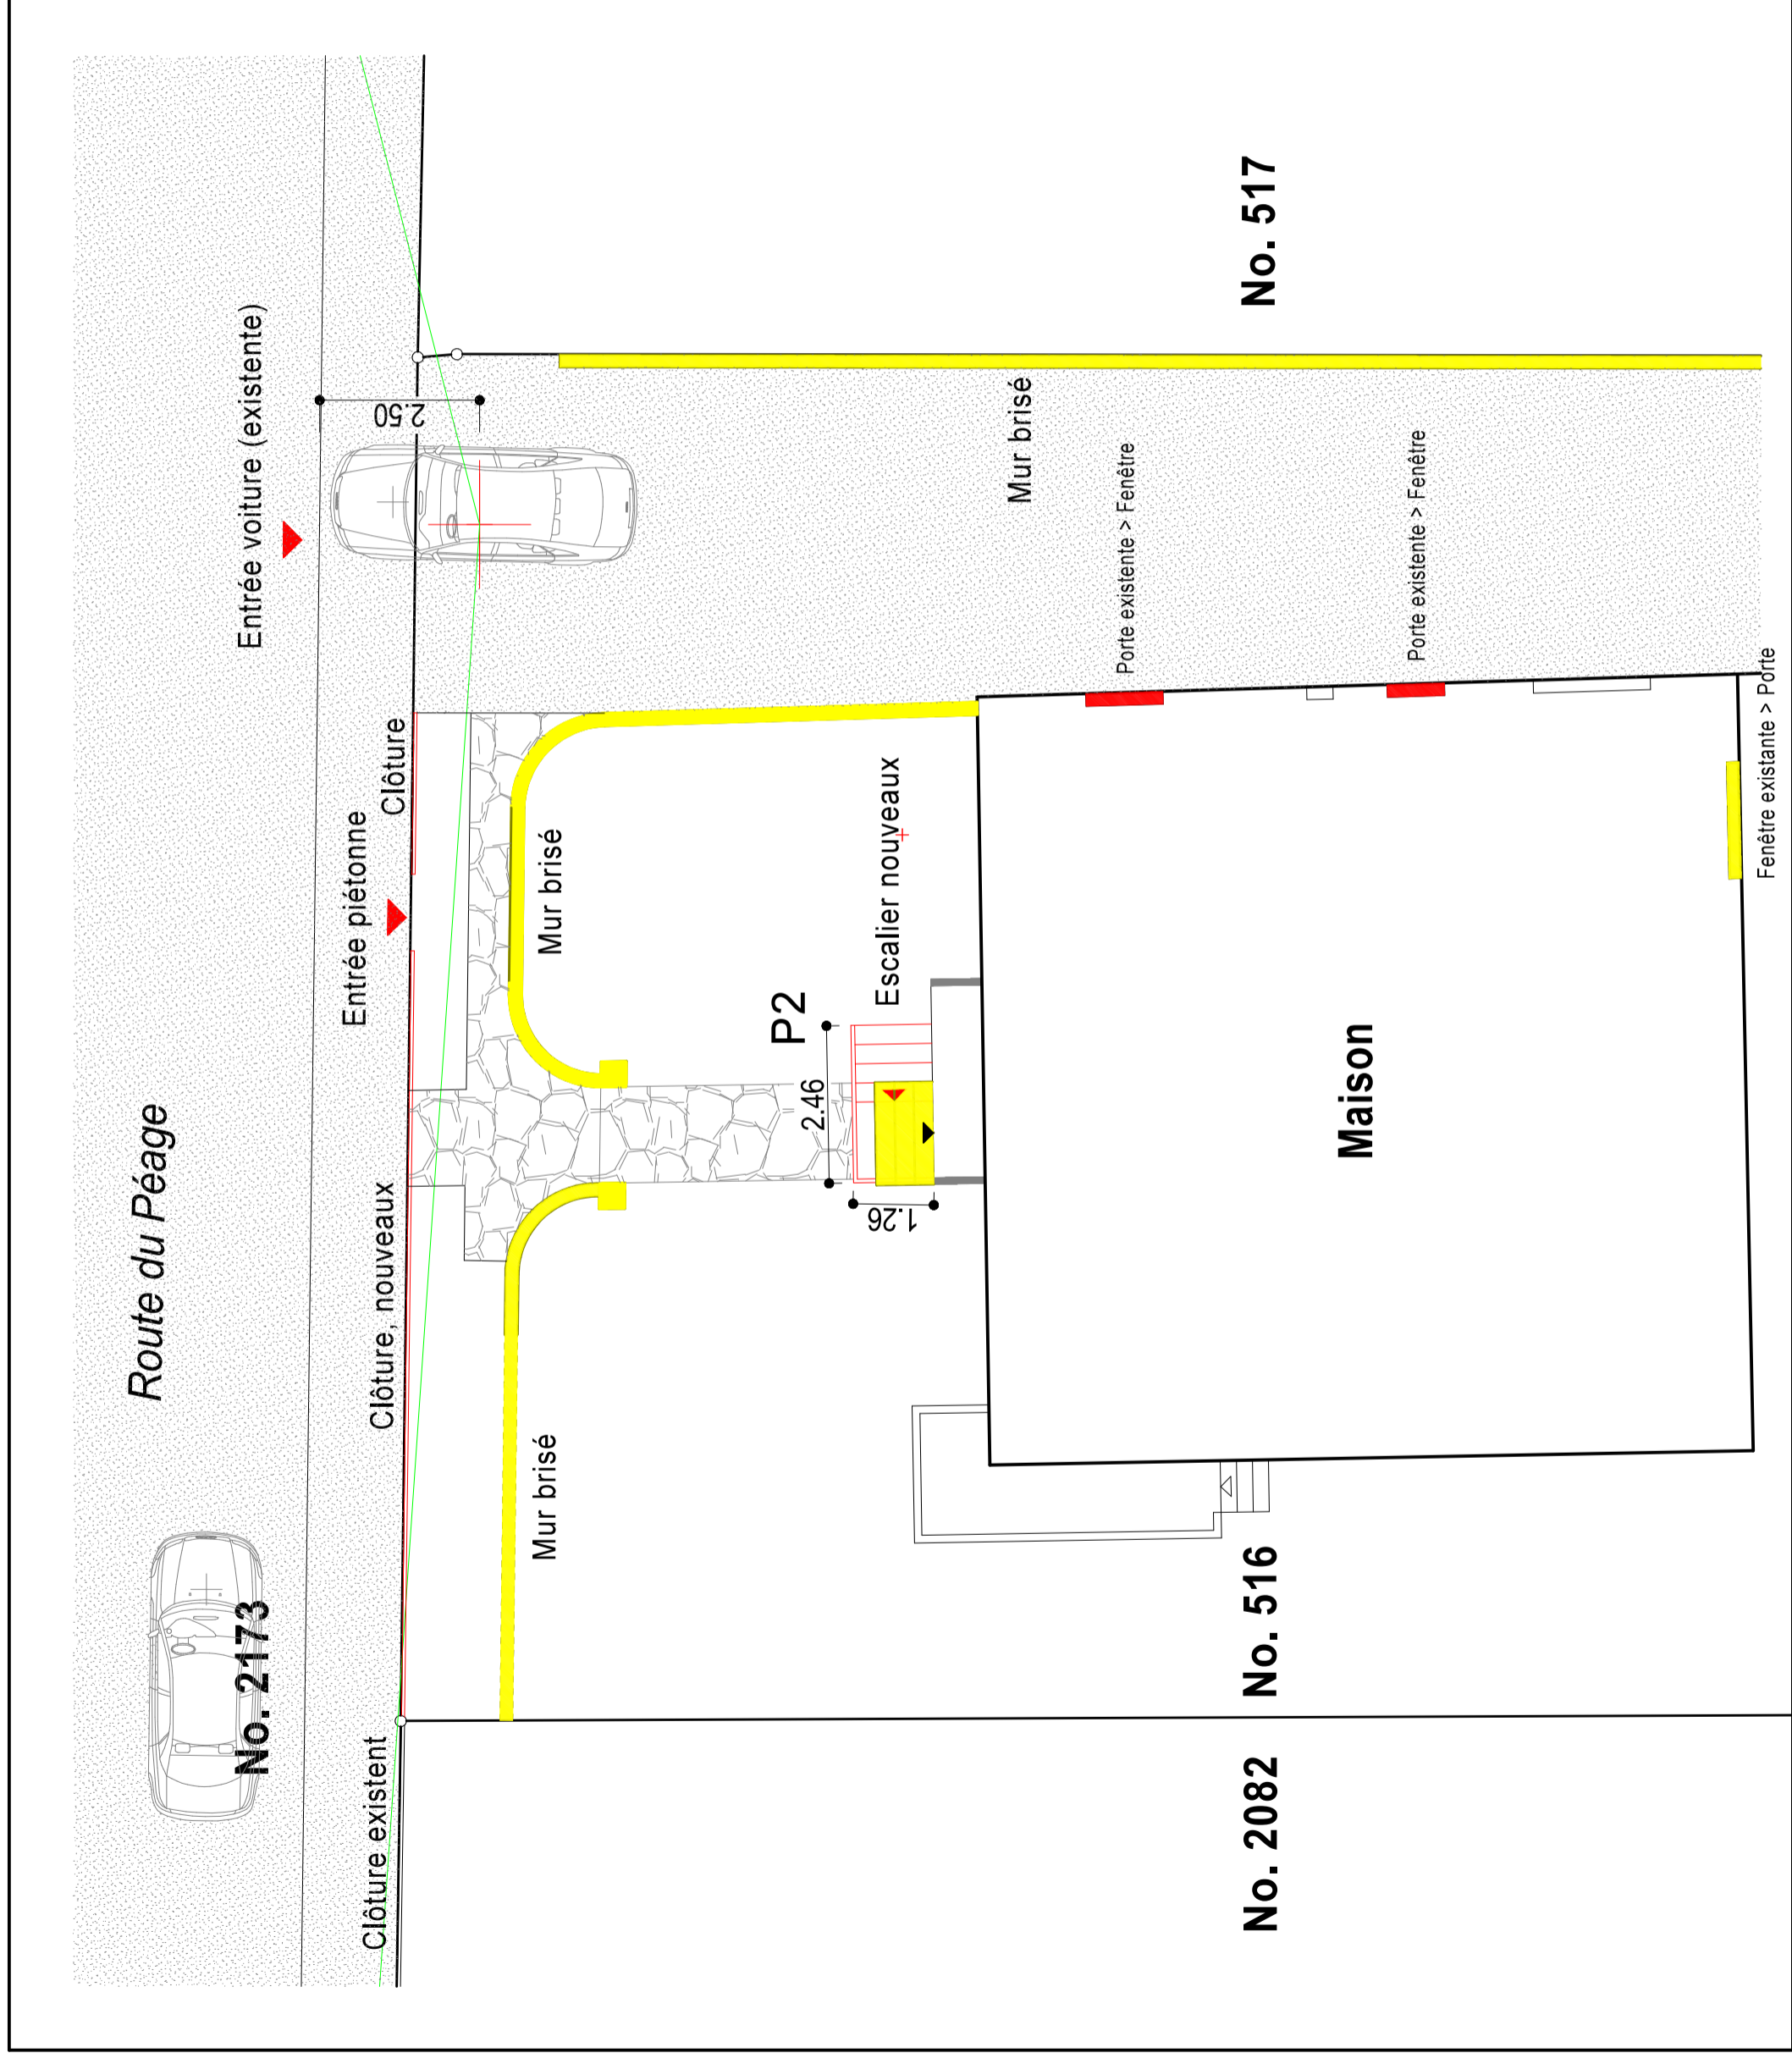 Route du Péage
No. 2173
Entrée voiture (existente)
Entrée piétonne
Clôture
Clôture, nouveaux
Clôture existent
2.50
Mur brisé
Mur brisé
Mur brisé
P2
2.46
1.26
Escalier nouveaux
Porte existente > Fenêtre
Porte existente > Fenêtre
Fenêtre existante > Porte
Maison
No. 2082
No. 516
No. 517